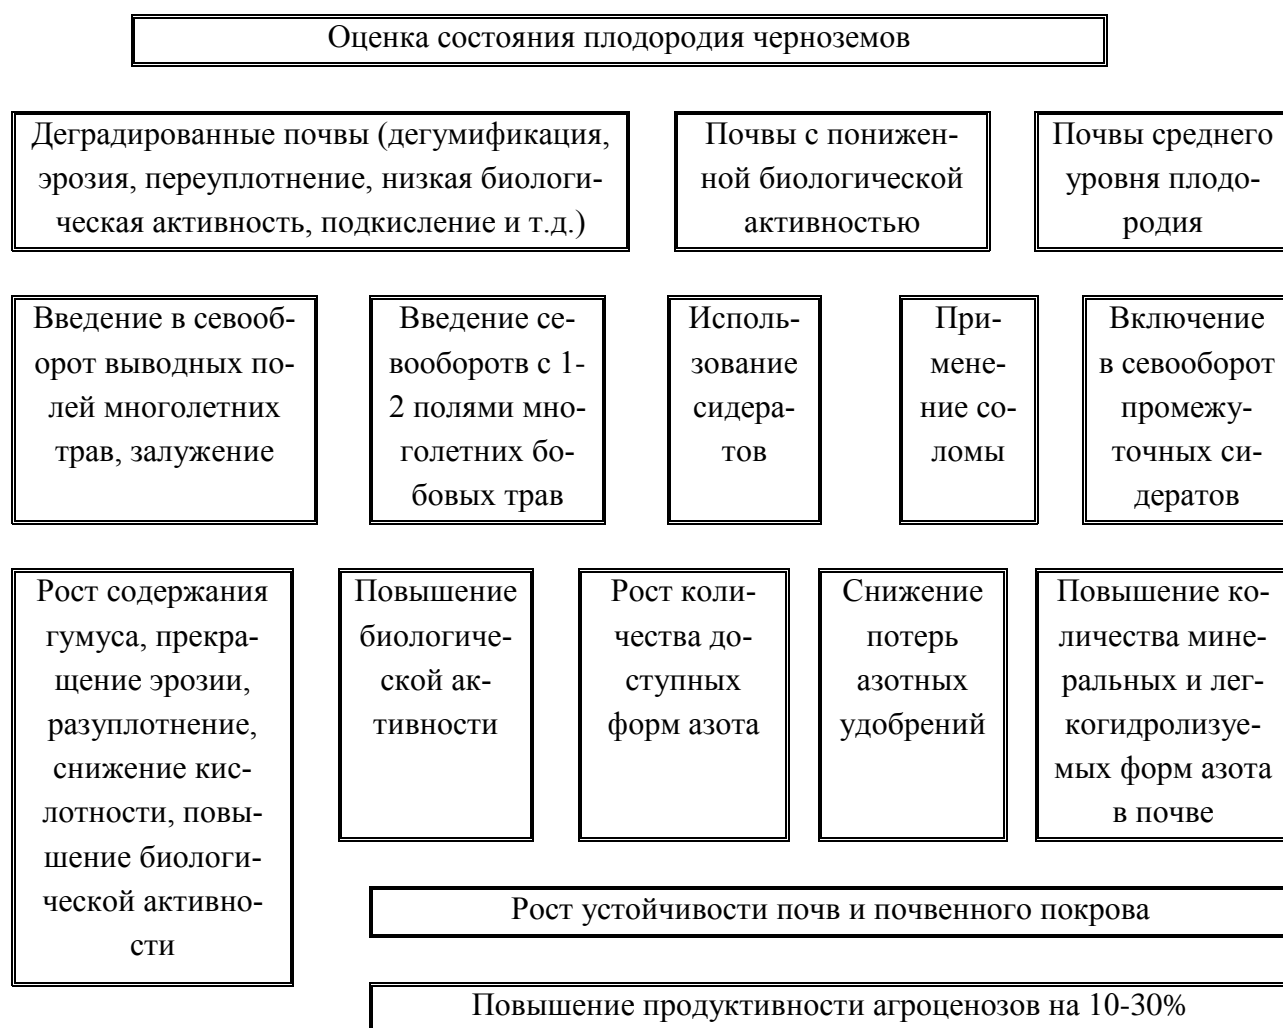 Оценка состояния плодородия черноземов
Деградированные почвы (дегумификация,
эрозия, переуплотнение, низкая биологи-
ческая активность, подкисление и т.д.)
Почвы с понижен-
ной биологической
активностью
Почвы среднего
уровня плодо-
родия
Введение в севооб-
орот выводных по-
лей многолетних
трав, залужение
Введение се-
вооборотв с 1-
2 полями мно-
голетних бо-
бовых трав
Исполь-
зование
сидера-
тов
При-
мене-
ние со-
ломы
Включение
в севооборот
промежу-
точных си-
дератов
Рост содержания
гумуса, прекра-
щение эрозии,
разуплотнение,
снижение кис-
лотности, повы-
шение биологи-
ческой активно-
сти
Повышение
биологиче-
ской ак-
тивности
Рост коли-
чества до-
ступных
форм азота
Снижение
потерь
азотных
удобрений
Повышение ко-
личества мине-
ральных и лег-
когидролизуе-
мых форм азота
в почве
Рост устойчивости почв и почвенного покрова
Повышение продуктивности агроценозов на 10-30%